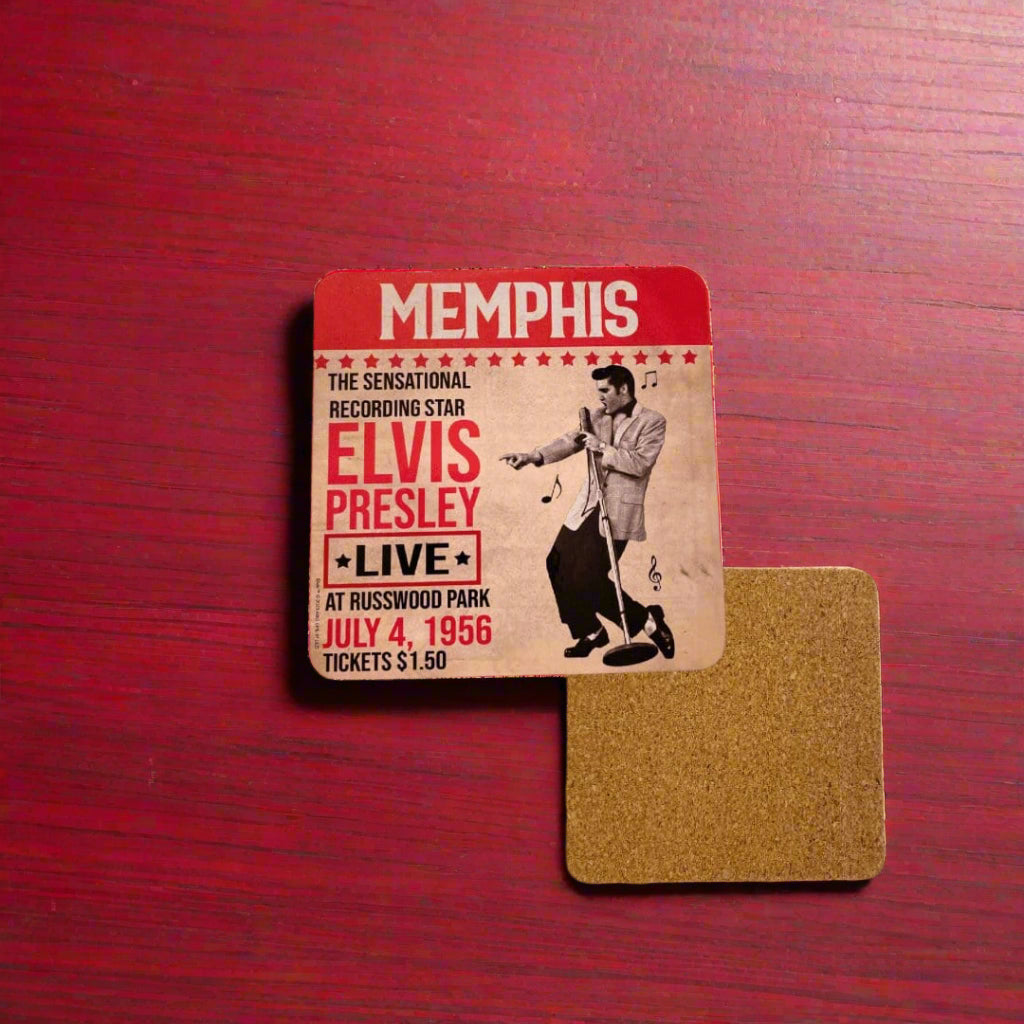 MEMPHIS
THE SENSATIONAL
RECORDING STAR
ELVIS
PRESLEY
LIVE
AT RUSSWOOD PARK
JULY 4, 1956
TICKETS $1.50